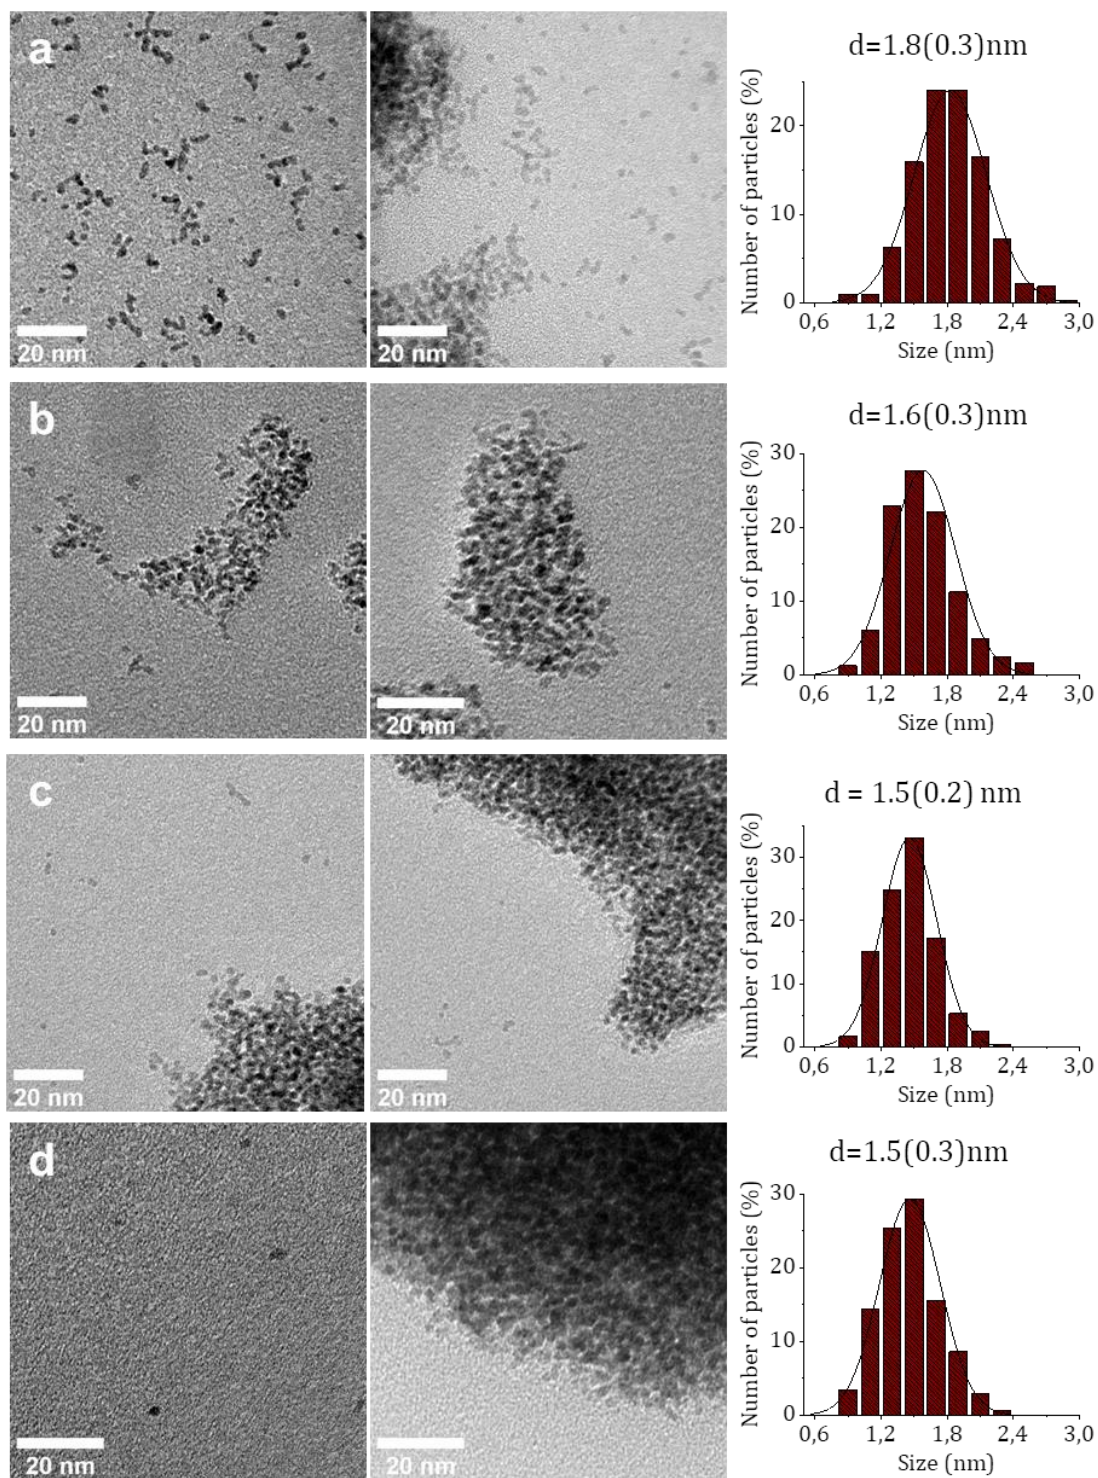 a
20 nm
20 nm
d=1.8(0.3)nm
Number of particles (%)
20
10
0
0,6 1,2 1,8 2,4 3,0
Size (nm)
b
20 nm
20 nm
d=1.6(0.3)nm
Number of particles (%)
30
20
10
0
0,6 1,2 1,8 2,4 3,0
Size (nm)
c
20 nm
20 nm
d = 1.5(0.2) nm
Number of particles (%)
30
20
10
0
0,6 1,2 1,8 2,4 3,0
Size (nm)
d
20 nm
20 nm
d=1.5(0.3)nm
Number of particles (%)
30
20
10
0
0,6 1,2 1,8 2,4 3,0
Size (nm)